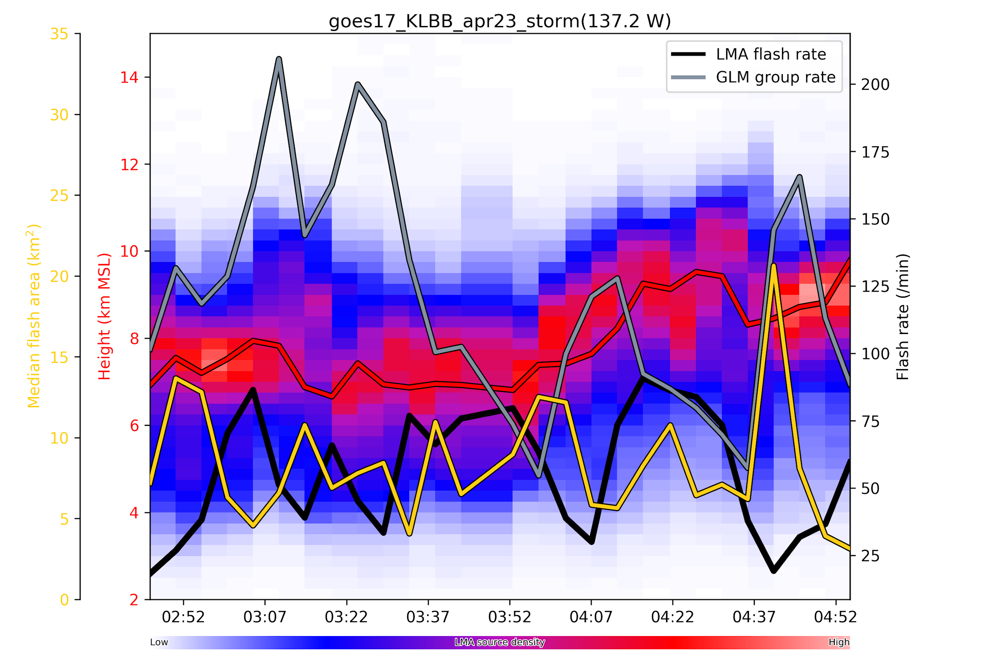 goes17_KLBB_apr23_storm(137.2 W)
LMA flash rate
GLM group rate
Median flash area (km²)
35
30
25
20
15
10
5
0
Height (km MSL)
14
12
10
8
6
4
2
200
175
150
125
100
75
50
25
Flash rate (/min)
02:52 03:07 03:22 03:37 03:52 04:07 04:22 04:37 04:52
Low LMA source density High